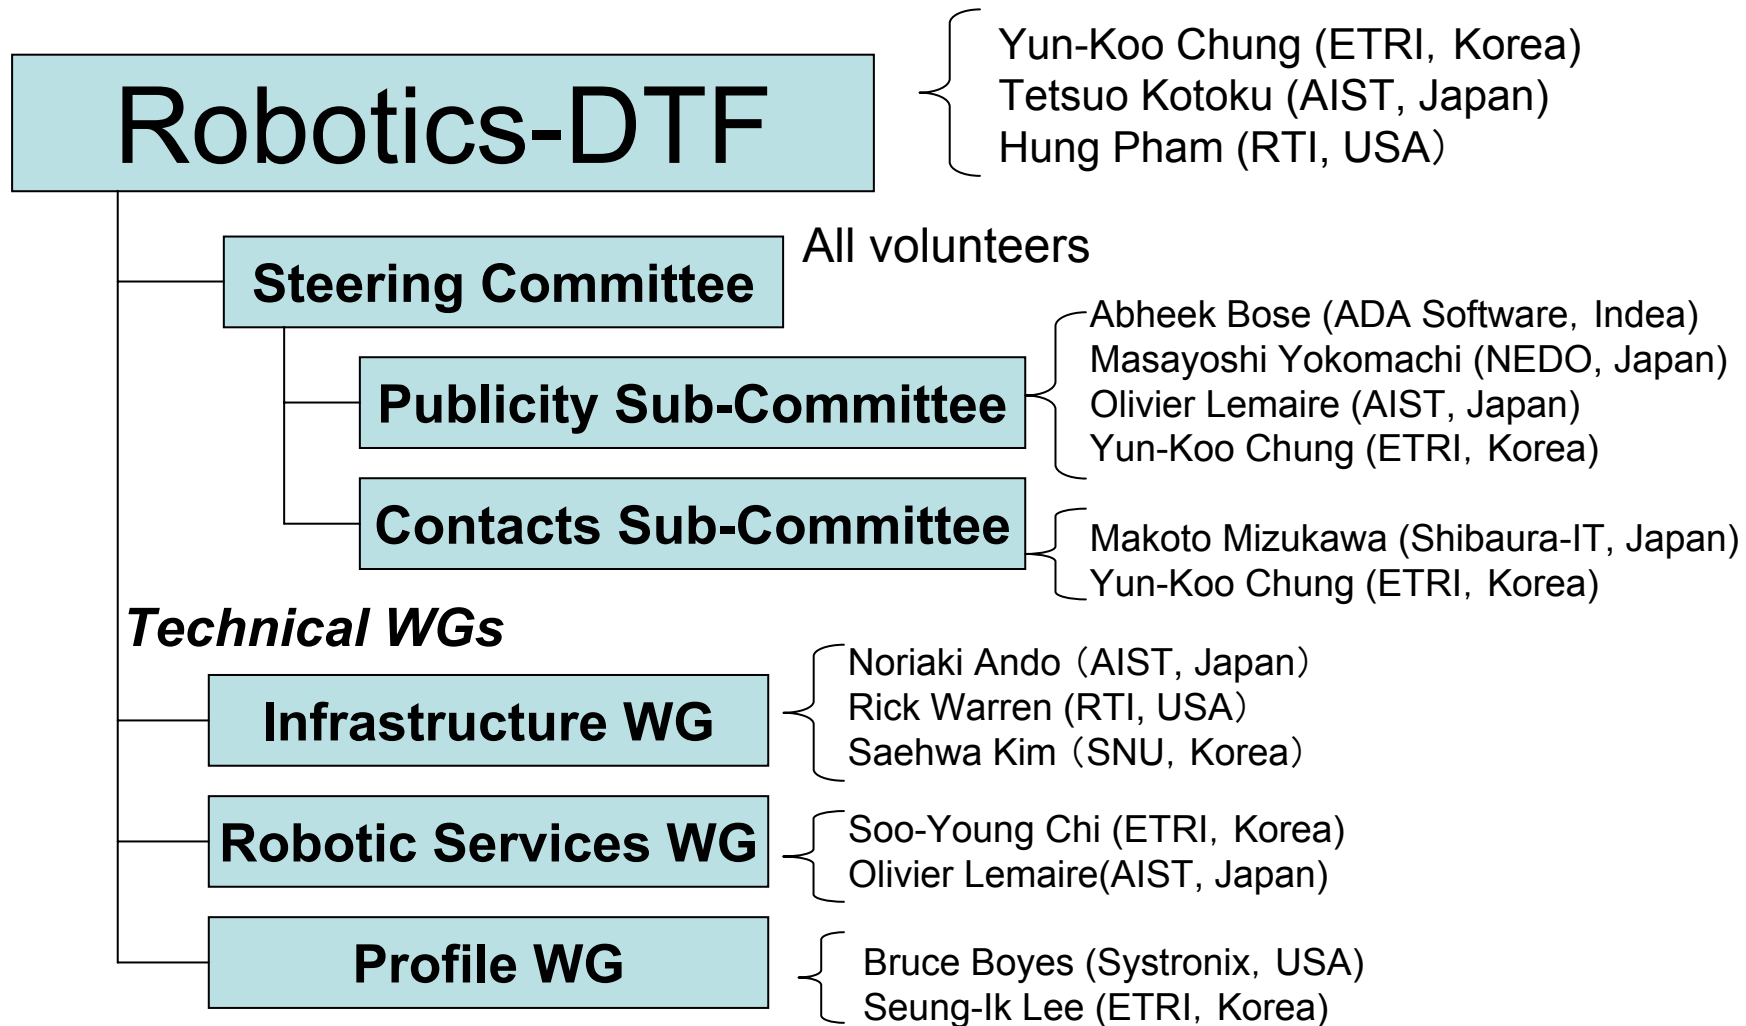 Robotics-DTF
Yun-Koo Chung (ETRI, Korea)
Tetsuo Kotoku (AIST, Japan)
Hung Pham (RTI, USA）
Steering Committee
All volunteers
Publicity Sub-Committee
Abheek Bose (ADA Software, Indea)
Masayoshi Yokomachi (NEDO, Japan)
Olivier Lemaire (AIST, Japan)
Yun-Koo Chung (ETRI, Korea)
Contacts Sub-Committee
Makoto Mizukawa (Shibaura-IT, Japan)
Yun-Koo Chung (ETRI, Korea)
Technical WGs
Infrastructure WG
Noriaki Ando（AIST, Japan）
Rick Warren (RTI, USA）
Saehwa Kim（SNU, Korea）
Robotic Services WG
Soo-Young Chi (ETRI, Korea)
Olivier Lemaire(AIST, Japan)
Profile WG
Bruce Boyes (Systronix, USA)
Seung-Ik Lee (ETRI, Korea)